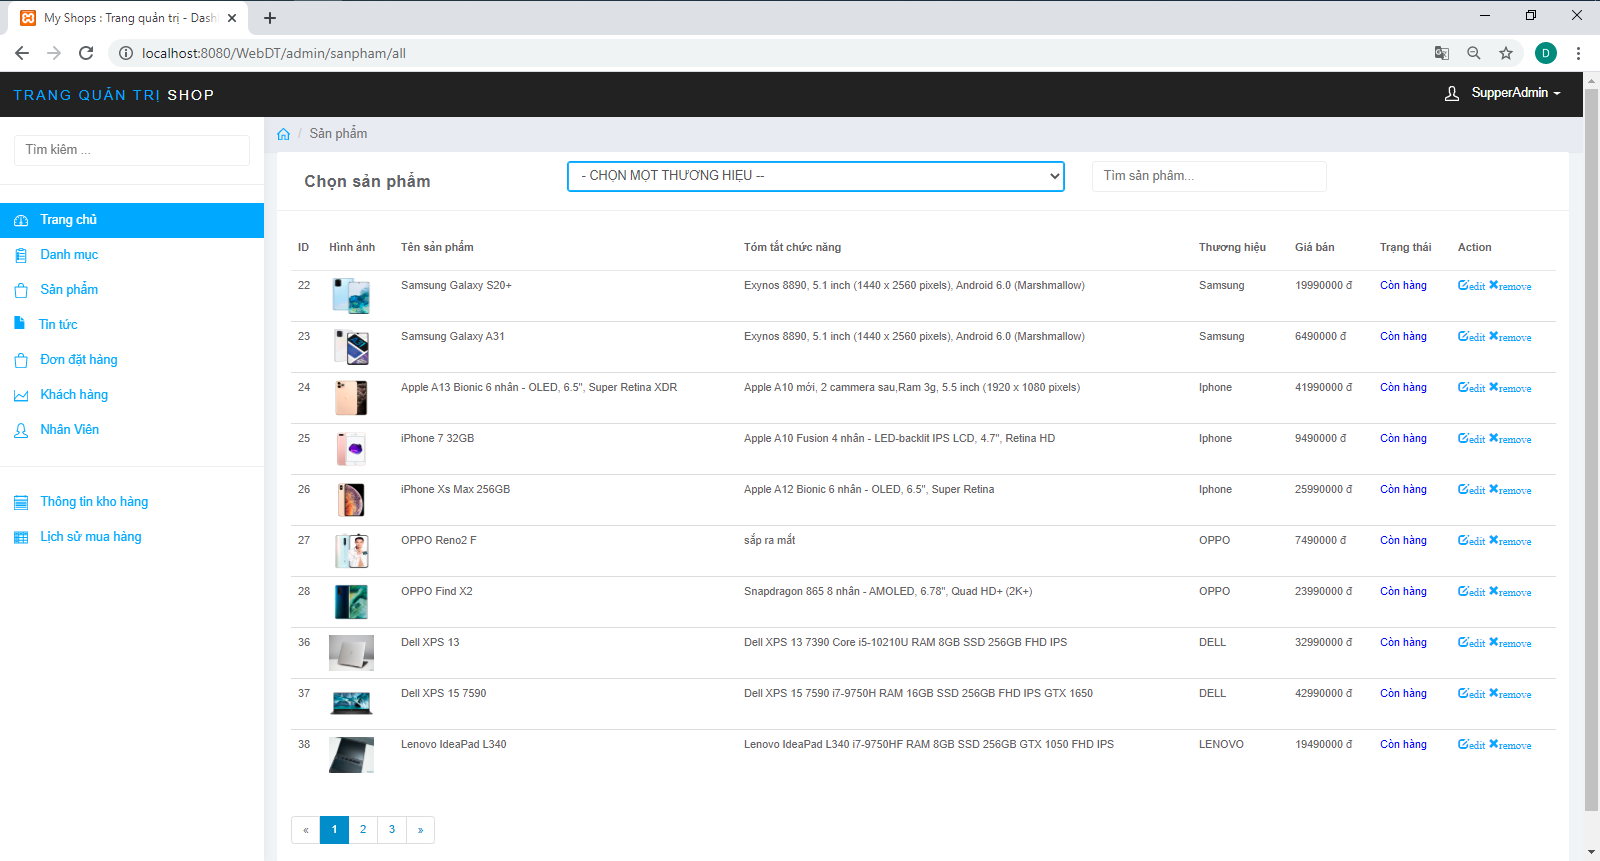 My Shops : Trang quản trị - Dash
localhost:8080/WebDT/admin/sanpham/all
D
TRANG QUẢN TRỊ SHOP
SupperAdmin
Tìm kiếm ...
/ Sản phẩm
Chọn sản phẩm
- CHỌN MỌT THƯƠNG HIỆU --
Tìm sản phẩm...
Trang chủ
Danh mục
Sản phẩm
Tin tức
Đơn đặt hàng
Khách hàng
Nhân Viên
Thông tin kho hàng
Lịch sử mua hàng
ID Hình ảnh Tên sản phẩm Tóm tắt chức năng Thương hiệu Giá bán Trạng thái Action
22 Samsung Galaxy S20+ Exynos 8890, 5.1 inch (1440 x 2560 pixels), Android 6.0 (Marshmallow) Samsung 19990000 đ Còn hàng edit remove
23 Samsung Galaxy A31 Exynos 8890, 5.1 inch (1440 x 2560 pixels), Android 6.0 (Marshmallow) Samsung 6490000 đ Còn hàng edit remove
24 Apple A13 Bionic 6 nhân - OLED, 6.5", Super Retina XDR Apple A10 mới, 2 cammera sau,Ram 3g, 5.5 inch (1920 x 1080 pixels) Iphone 41990000 đ Còn hàng edit remove
25 iPhone 7 32GB Apple A10 Fusion 4 nhân - LED-backlit IPS LCD, 4.7", Retina HD Iphone 9490000 đ Còn hàng edit remove
26 iPhone Xs Max 256GB Apple A12 Bionic 6 nhân - OLED, 6.5", Super Retina Iphone 25990000 đ Còn hàng edit remove
27 OPPO Reno2 F sắp ra mắt OPPO 7490000 đ Còn hàng edit remove
28 OPPO Find X2 Snapdragon 865 8 nhân - AMOLED, 6.78", Quad HD+ (2K+) OPPO 23990000 đ Còn hàng edit remove
36 Dell XPS 13 Dell XPS 13 7390 Core i5-10210U RAM 8GB SSD 256GB FHD IPS DELL 32990000 đ Còn hàng edit remove
37 Dell XPS 15 7590 Dell XPS 15 7590 i7-9750H RAM 16GB SSD 256GB FHD IPS GTX 1650 DELL 42990000 đ Còn hàng edit remove
38 Lenovo IdeaPad L340 Lenovo IdeaPad L340 i7-9750HF RAM 8GB SSD 256GB GTX 1050 FHD IPS LENOVO 19490000 đ Còn hàng edit remove
« 1 2 3 »